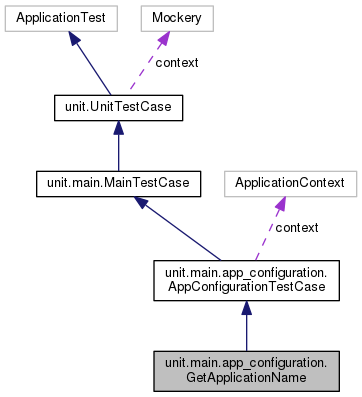 ApplicationTest
Mockery
context
unit.UnitTestCase
unit.main.MainTestCase
ApplicationContext
context
unit.main.app_configuration.
AppConfigurationTestCase
unit.main.app_configuration.
GetApplicationName